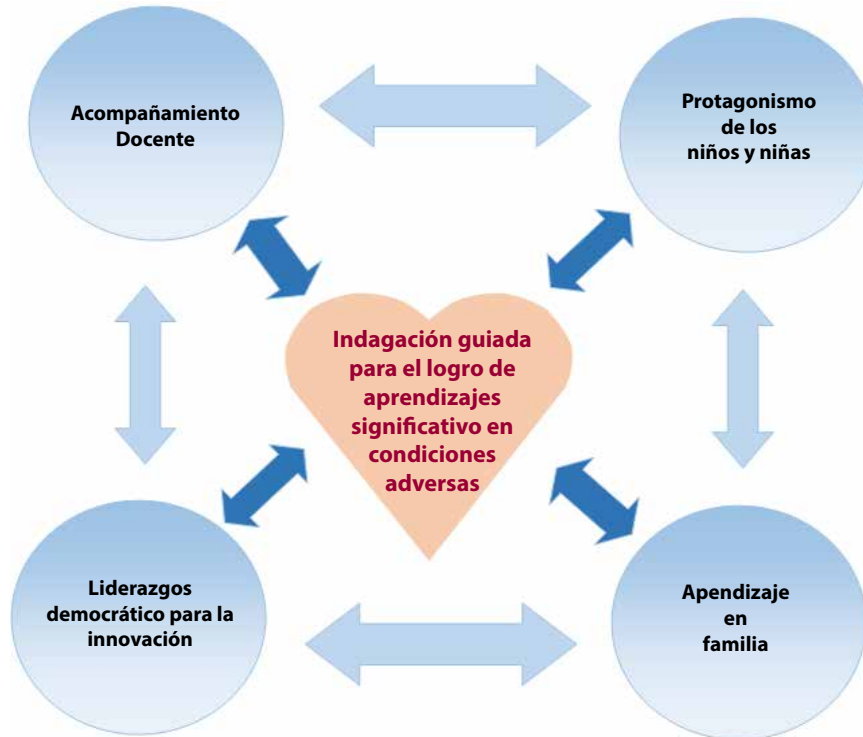 Acompañamiento
Docente
Protagonismo
de los
niños y niñas
Indagación guiada
para el logro de
aprendizajes
significativo en
condiciones
adversas
Liderazgos
democrático para la
innovación
Apendizaje
en
familia